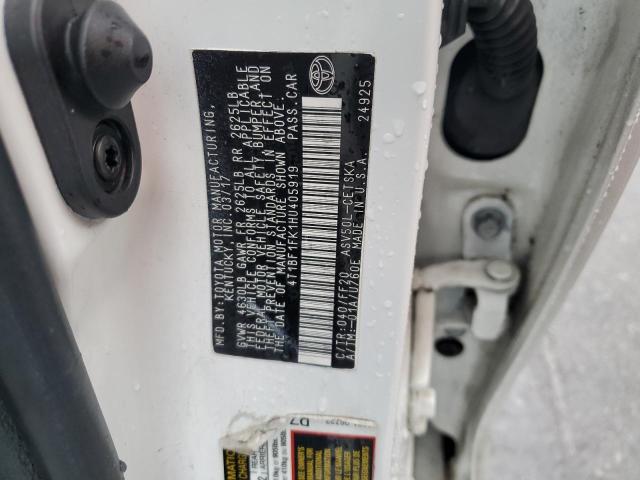 MFD. BY: TOYOTA MOTOR MANUFACTURING,
KENTUCKY, INC 03/17
GVWR 4630LB GAWR FR 2625LB RR 2625LB
THIS VEHICLE CONFORMS TO ALL APPLICABLE
FEDERAL MOTOR VEHICLE SAFETY, BUMPER, AND
THEFT PREVENTION STANDARDS IN EFFECT ON
THE DATE OF MANUFACTURE SHOWN ABOVE.
4T1BF1FK1HU405919 PASS. CAR
C/TR: 040/FF20 ASV50L-CETSKA
A/TM: -01A/U760E MADE IN U.S.A. 24925
D7